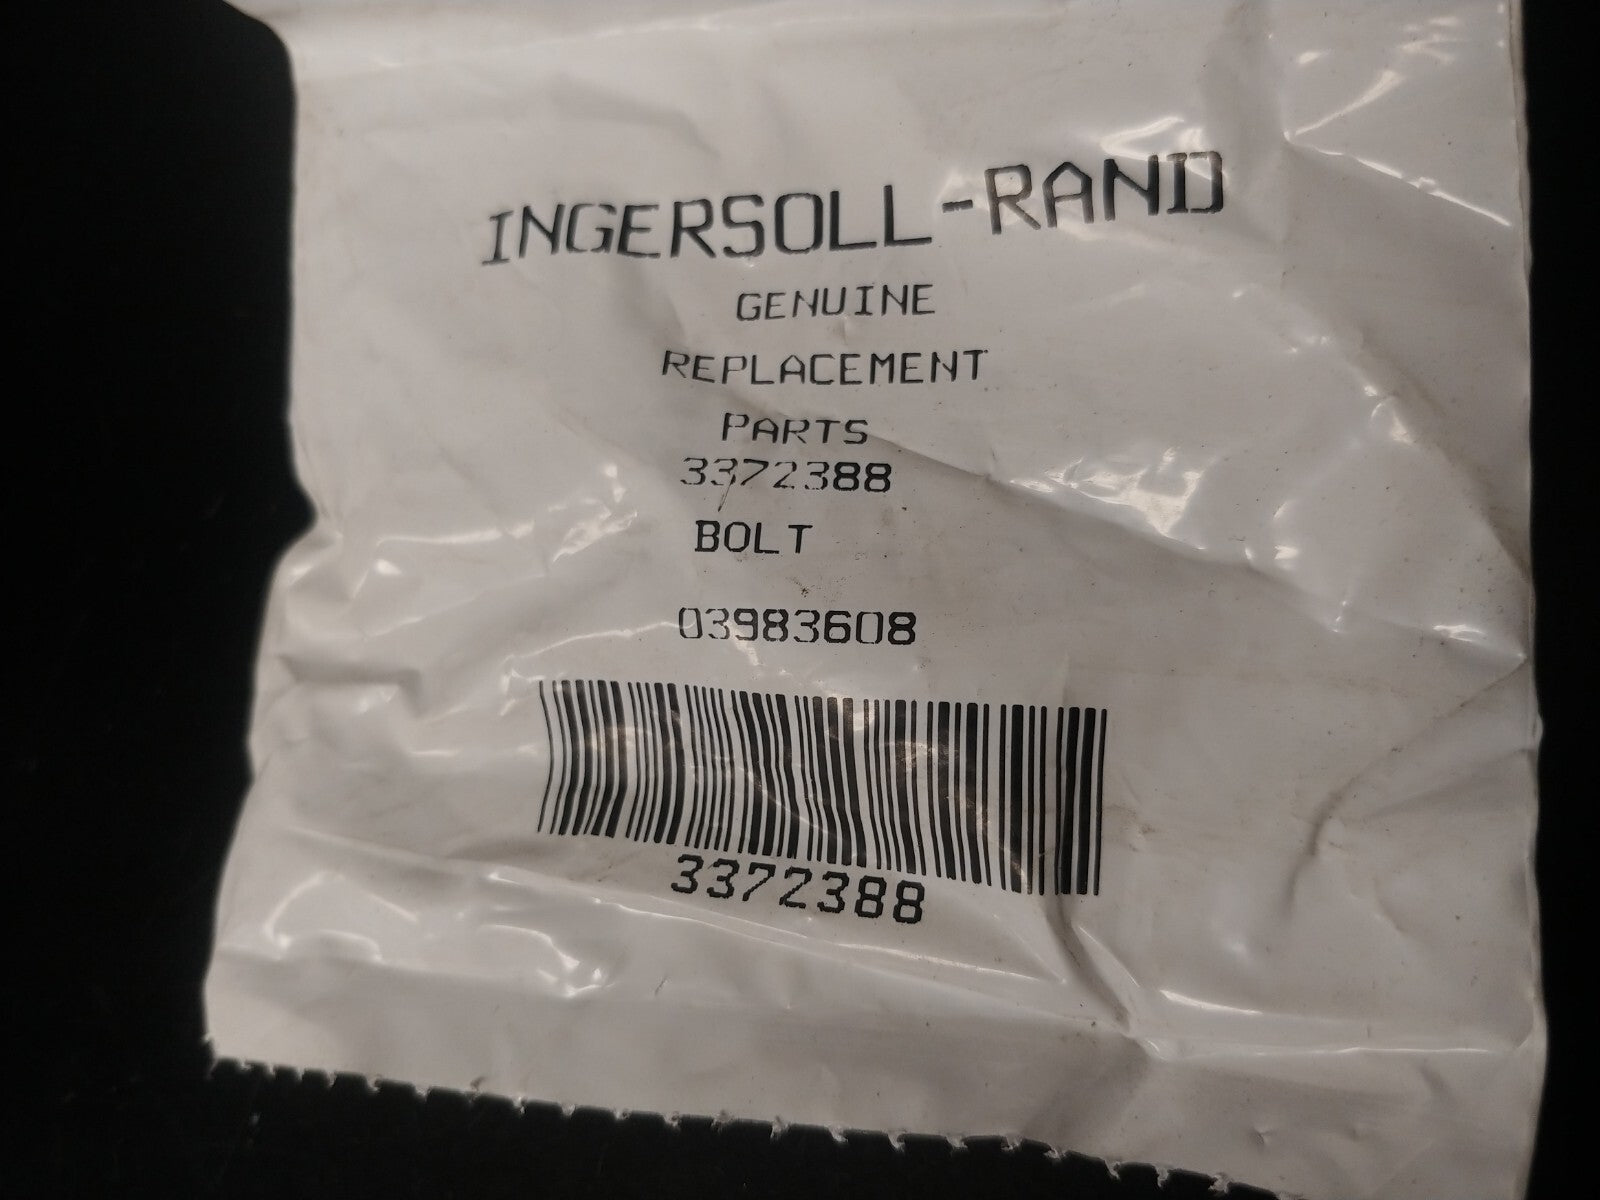 INGERSOLL-RAND
GENUINE
REPLACEMENT
PARTS
3372388
BOLT
03983608
3372388